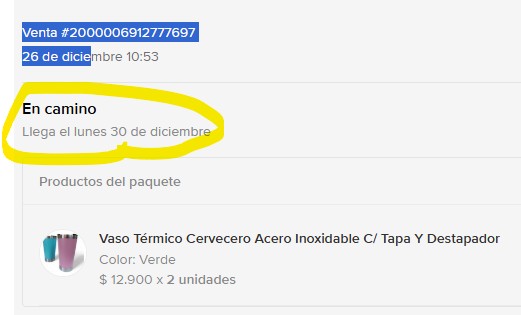 Venta #2000006912777697
26 de diciembre 10:53
En camino
Llega el lunes 30 de diciembre
Productos del paquete
Vaso Térmico Cervecero Acero Inoxidable C/ Tapa Y Destapador
Color: Verde
$ 12.900 x 2 unidades